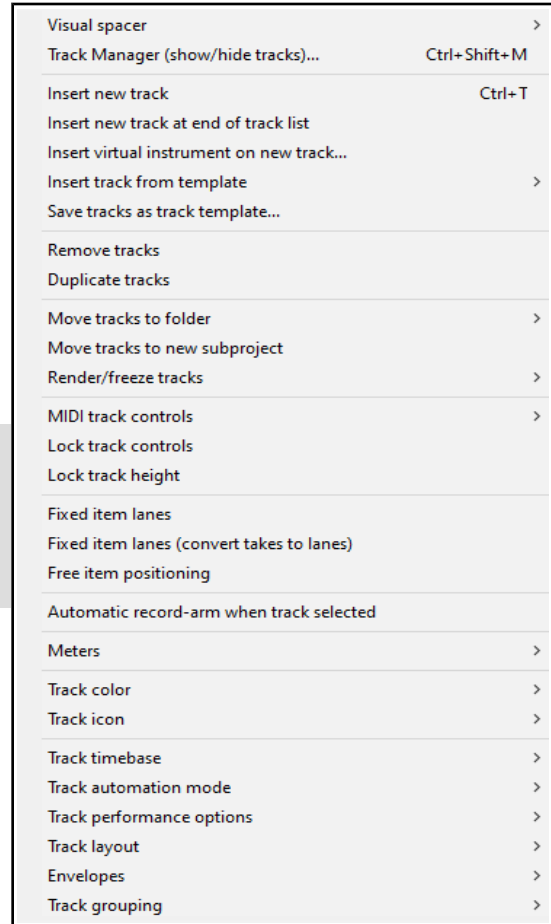 Visual spacer >
Track Manager (show/hide tracks)... Ctrl+Shift+M
Insert new track Ctrl+T
Insert new track at end of track list
Insert virtual instrument on new track...
Insert track from template >
Save tracks as track template...
Remove tracks
Duplicate tracks
Move tracks to folder >
Move tracks to new subproject
Render/freeze tracks >
MIDI track controls >
Lock track controls
Lock track height
Fixed item lanes
Fixed item lanes (convert takes to lanes)
Free item positioning
Automatic record-arm when track selected
Meters >
Track color >
Track icon >
Track timebase >
Track automation mode >
Track performance options >
Track layout >
Envelopes >
Track grouping >